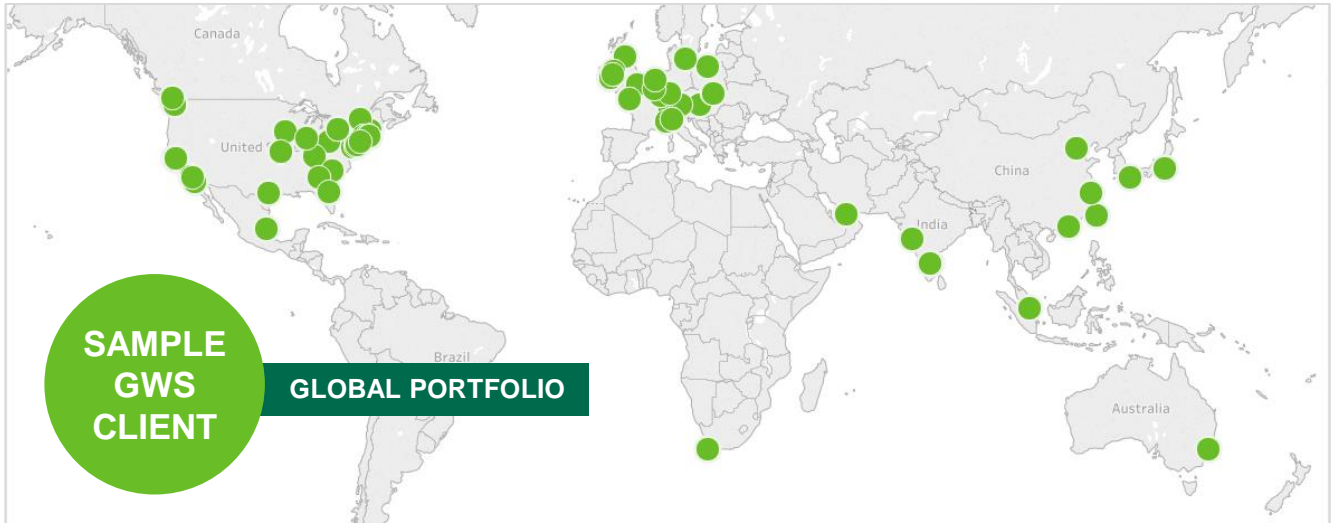 Canada
United
China
India
Brazil
Australia
SAMPLE
GWS
CLIENT
GLOBAL PORTFOLIO